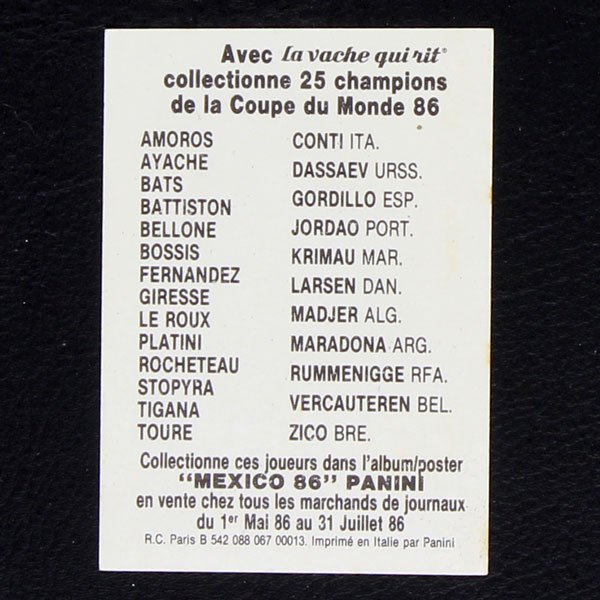 Avec la vache qui rit®
collectionne 25 champions
de la Coupe du Monde 86
AMOROS
AYACHE
BATS
BATTISTON
BELLONE
BOSSIS
FERNANDEZ
GIRESSE
LE ROUX
PLATINI
ROCHETEAU
STOPYRA
TIGANA
TOURE
CONTI ITA.
DASSAEV URSS.
GORDILLO ESP.
JORDAO PORT.
KRIMAU MAR.
LARSEN DAN.
MADJER ALG.
MARADONA ARG.
RUMMENIGGE RFA.
VERCAUTEREN BEL.
ZICO BRE.
Collectionne ces joueurs dans l'album/poster
"MEXICO 86" PANINI
en vente chez tous les marchands de journaux
du 1er Mai 86 au 31 Juillet 86
R.C. Paris B 542 088 067 00013. Imprimé en Italie par Panini